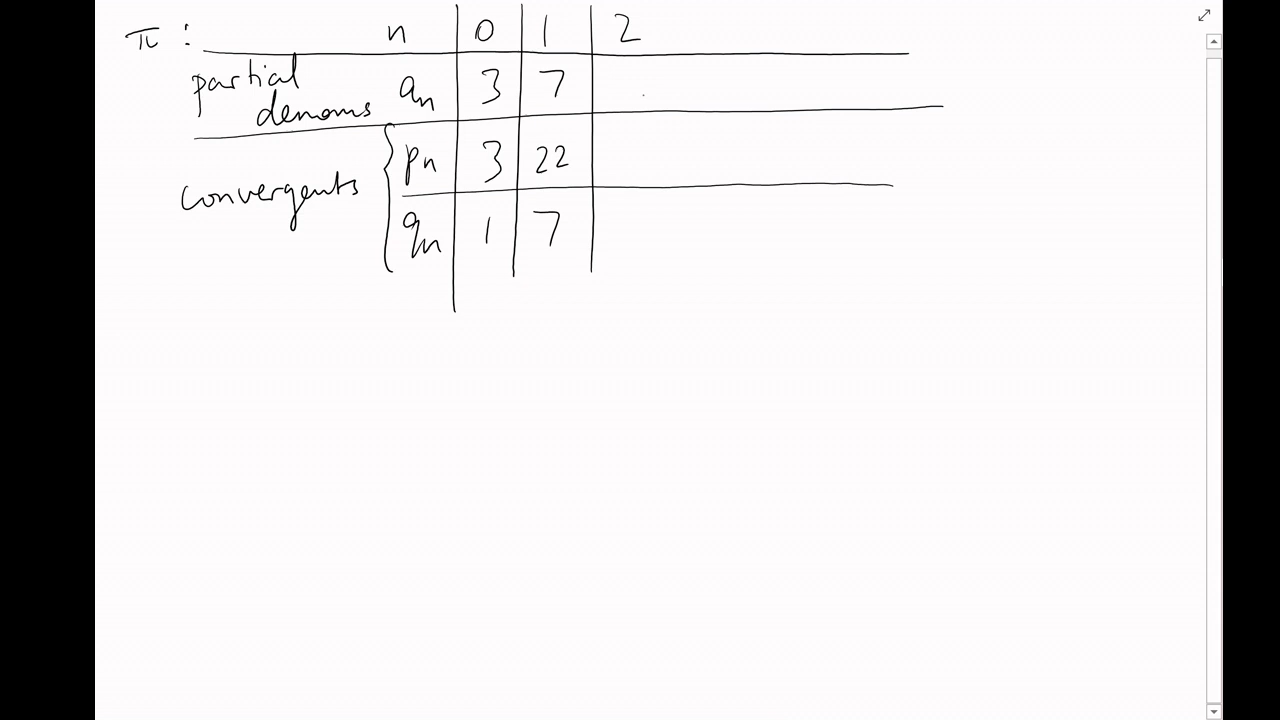 π : n 0 1 2
partial denoms aₙ 3 7
convergents { pₙ 3 22
qₙ 1 7